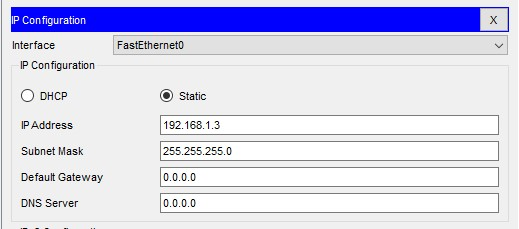 IP Configuration X
Interface FastEthernet0
IP Configuration
DHCP Static
IP Address 192.168.1.3
Subnet Mask 255.255.255.0
Default Gateway 0.0.0.0
DNS Server 0.0.0.0